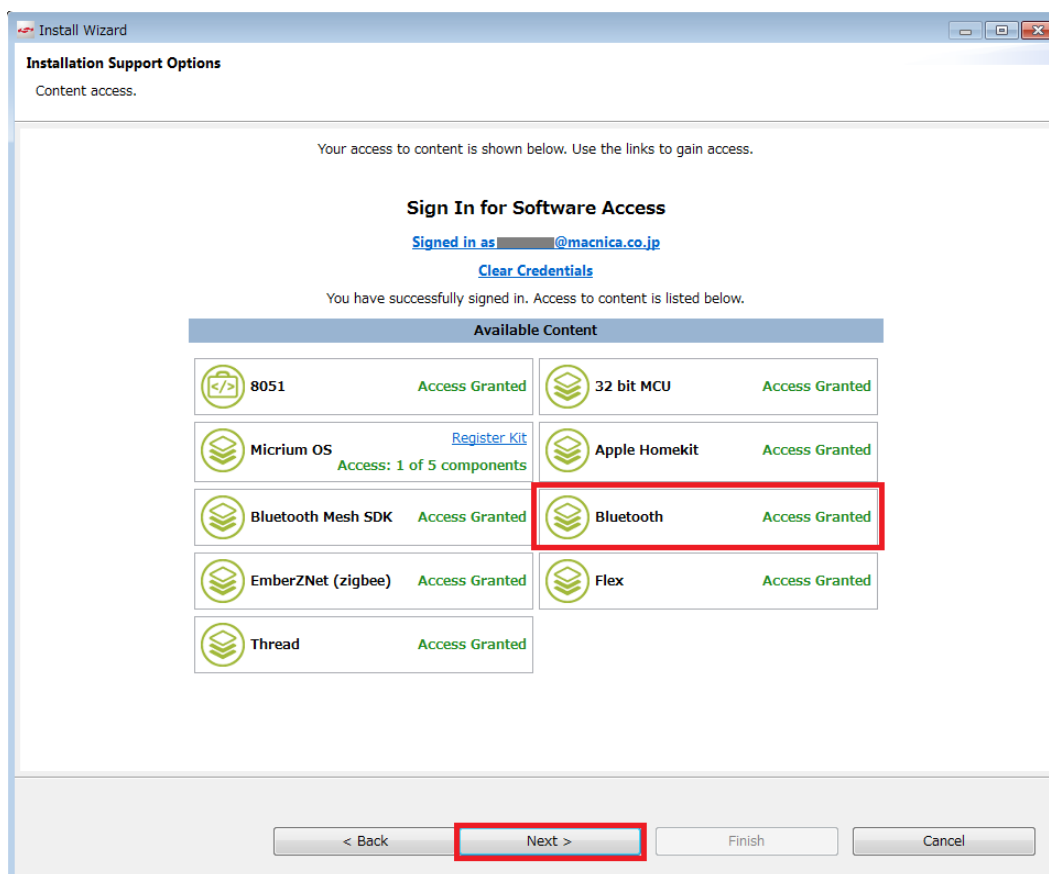 Install Wizard
Installation Support Options
Content access.
Your access to content is shown below. Use the links to gain access.
Sign In for Software Access
Signed in as @macnica.co.jp
Clear Credentials
You have successfully signed in. Access to content is listed below.
Available Content
8051 Access Granted
32 bit MCU Access Granted
Micrium OS Register Kit
Access: 1 of 5 components
Apple Homekit Access Granted
Bluetooth Mesh SDK Access Granted
Bluetooth Access Granted
EmberZNet (zigbee) Access Granted
Flex Access Granted
Thread Access Granted
< Back
Next >
Finish
Cancel